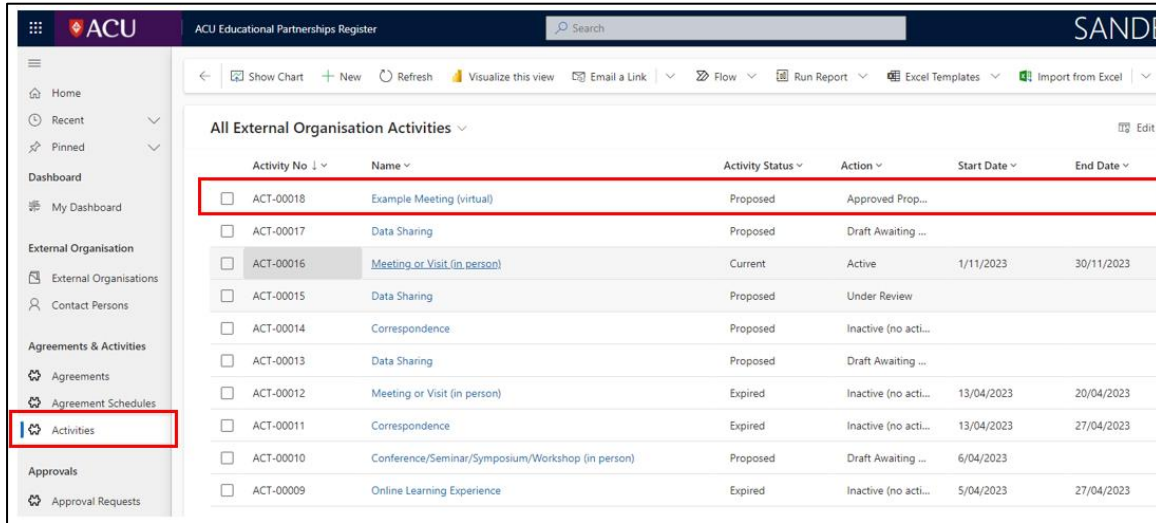 ACU ACU Educational Partnerships Register Search
Show Chart New Refresh Visualize this view Email a Link Flow Run Report Excel Templates Import from Excel
Home
Recent
Pinned
Dashboard
My Dashboard
External Organisation
External Organisations
Contact Persons
Agreements & Activities
Agreements
Agreement Schedules
Activities
Approvals
Approval Requests
All External Organisation Activities Edit
Activity No ↓ Name Activity Status Action Start Date End Date
ACT-00018 Example Meeting (virtual) Proposed Approved Prop...
ACT-00017 Data Sharing Proposed Draft Awaiting ...
ACT-00016 Meeting or Visit (in person) Current Active 1/11/2023 30/11/2023
ACT-00015 Data Sharing Proposed Under Review
ACT-00014 Correspondence Proposed Inactive (no acti...
ACT-00013 Data Sharing Proposed Draft Awaiting ...
ACT-00012 Meeting or Visit (in person) Expired Inactive (no acti... 13/04/2023 20/04/2023
ACT-00011 Correspondence Expired Inactive (no acti... 13/04/2023 27/04/2023
ACT-00010 Conference/Seminar/Symposium/Workshop (in person) Proposed Draft Awaiting ... 6/04/2023
ACT-00009 Online Learning Experience Expired Inactive (no acti... 5/04/2023 27/04/2023